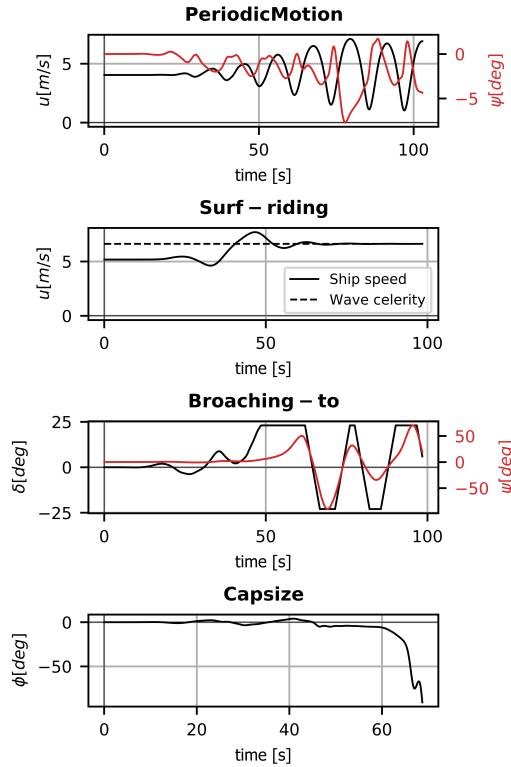 PeriodicMotion
5
0
u[m/s]
0
−5
ψ[deg]
0
50
100
time [s]
Surf − riding
5
0
u[m/s]
Ship speed
Wave celerity
0
50
100
time [s]
Broaching − to
25
0
−25
δ[deg]
50
0
−50
ψ[deg]
0
50
100
time [s]
Capsize
0
−50
ϕ[deg]
0
20
40
60
time [s]